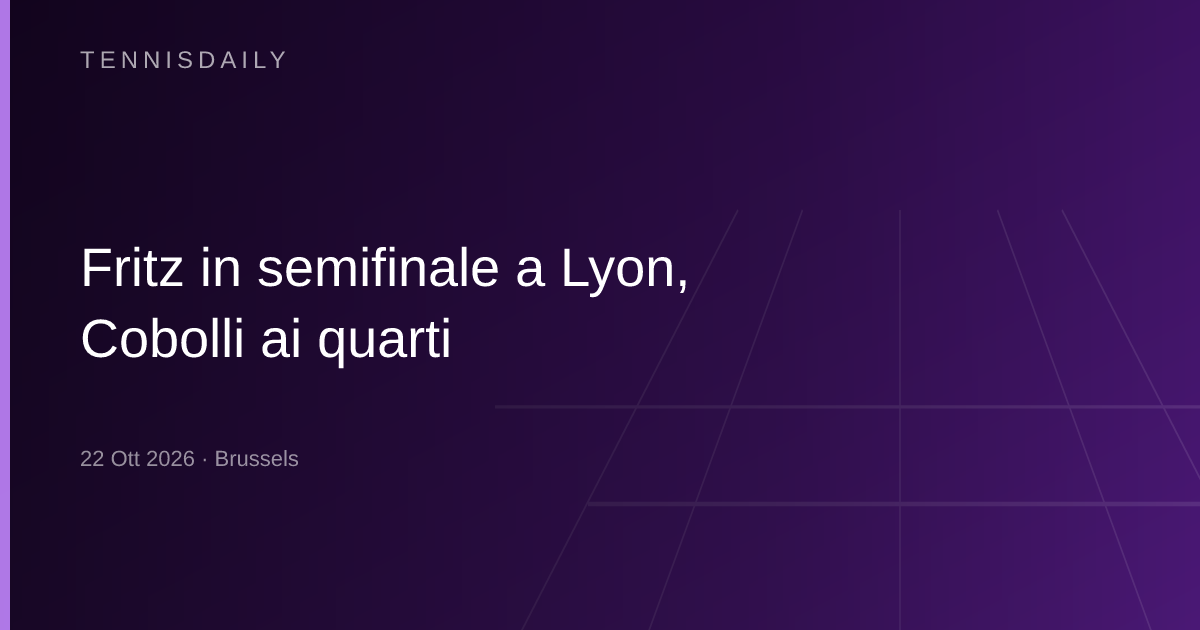 TENNISDAILY
Fritz in semifinale a Lyon,
Cobolli ai quarti
22 Ott 2026 · Brussels